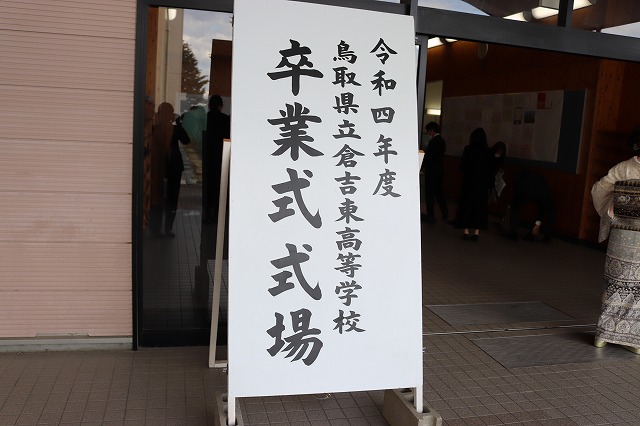 令和四年度
鳥取県立倉吉東高等学校
卒業式式場